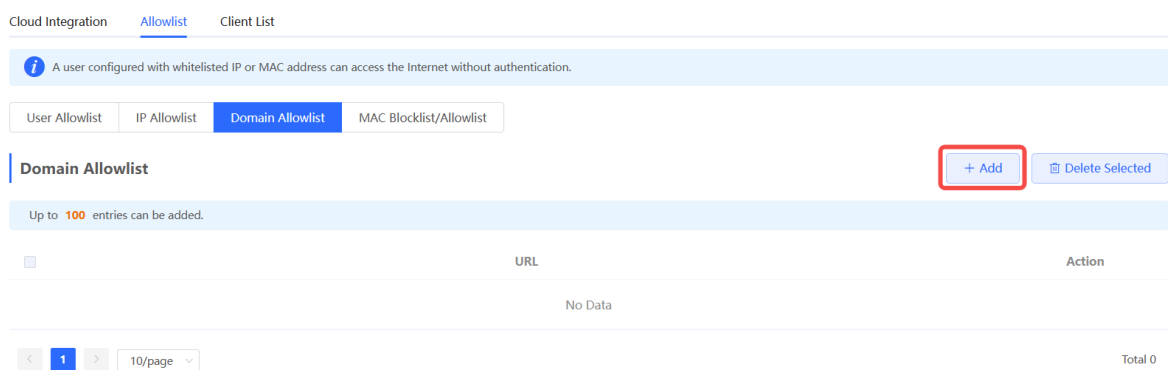 Cloud Integration Allowlist Client List
i A user configured with whitelisted IP or MAC address can access the Internet without authentication.
User Allowlist IP Allowlist Domain Allowlist MAC Blocklist/Allowlist
Domain Allowlist + Add Delete Selected
Up to 100 entries can be added.
URL Action
No Data
< 1 > 10/page Total 0